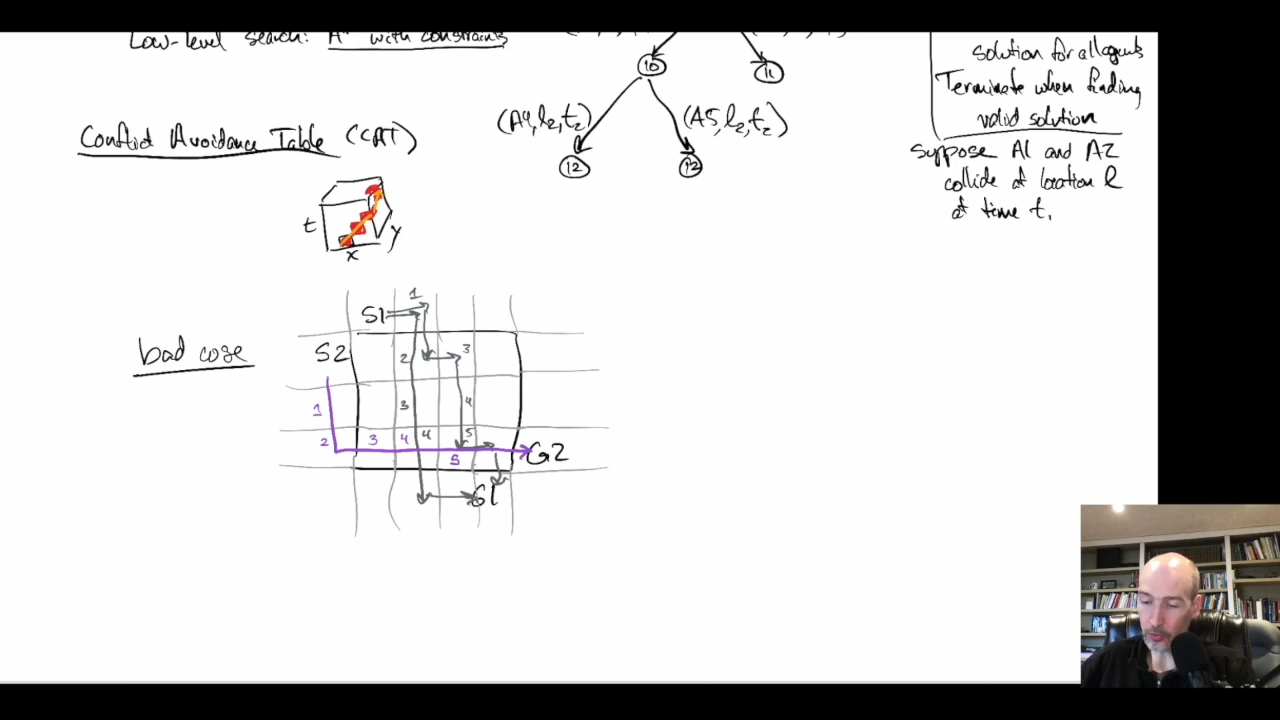 Low-level search: A* with constraints
10
11
(A4, l2, t2)
(A5, l2, t2)
12
12
solution for all agents
Terminate when finding
valid solution
suppose A1 and A2
collide at location l
at time t.
Conflict Avoidance Table (CAT)
t
y
x
bad case
1
S1
S2
2
3
1
3
4
2
3
4
4
5
5
G2
G1